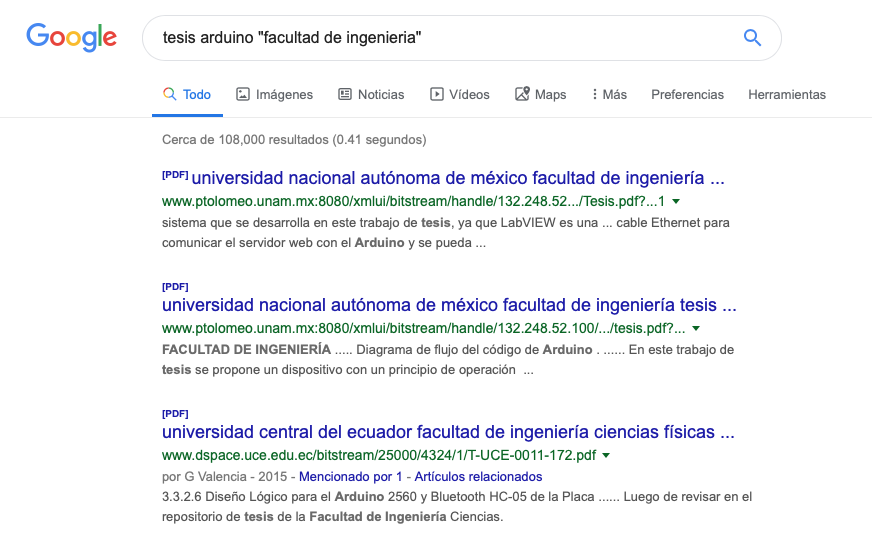 Google
tesis arduino "facultad de ingenieria"
Todo Imágenes Noticias Vídeos Maps Más Preferencias Herramientas
Cerca de 108,000 resultados (0.41 segundos)
[PDF] universidad nacional autónoma de méxico facultad de ingeniería ...
www.ptolomeo.unam.mx:8080/xmlui/bitstream/handle/132.248.52.../Tesis.pdf?...1
sistema que se desarrolla en este trabajo de tesis, ya que LabVIEW es una ... cable Ethernet para
comunicar el servidor web con el Arduino y se pueda ...
[PDF]
universidad nacional autónoma de méxico facultad de ingeniería tesis ...
www.ptolomeo.unam.mx:8080/xmlui/bitstream/handle/132.248.52.100/.../tesis.pdf?...
FACULTAD DE INGENIERÍA ..... Diagrama de flujo del código de Arduino . ...... En este trabajo de
tesis se propone un dispositivo con un principio de operación ...
[PDF]
universidad central del ecuador facultad de ingeniería ciencias físicas ...
www.dspace.uce.edu.ec/bitstream/25000/4324/1/T-UCE-0011-172.pdf
por G Valencia - 2015 - Mencionado por 1 - Artículos relacionados
3.3.2.6 Diseño Lógico para el Arduino 2560 y Bluetooth HC-05 de la Placa ...... Luego de revisar en el
repositorio de tesis de la Facultad de Ingeniería Ciencias.